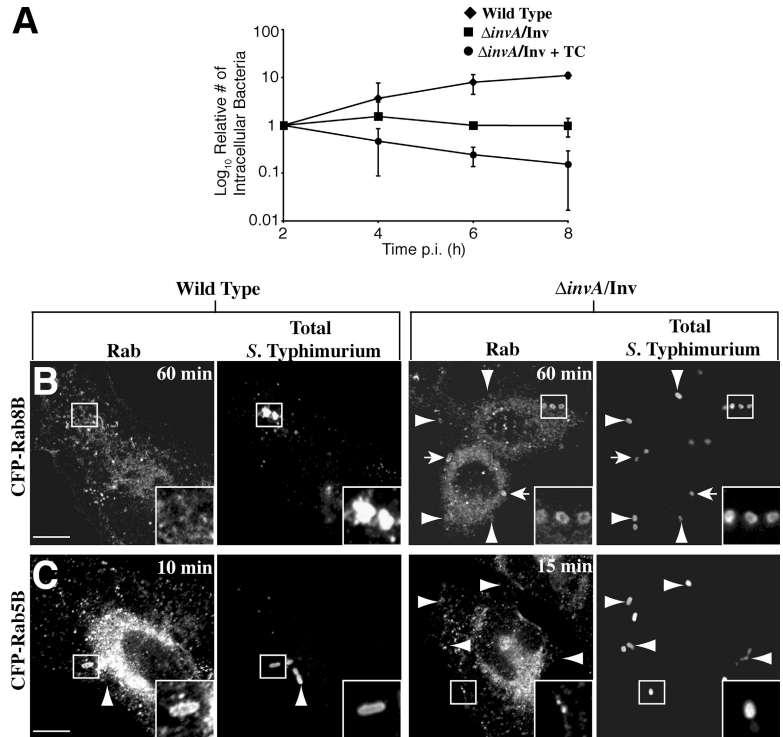 A
Wild Type
ΔinvA/Inv
ΔinvA/Inv + TC
Log10 Relative # of
Intracellular Bacteria
100
10
1
0.1
0.01
2 4 6 8
Time p.i. (h)
Wild Type ΔinvA/Inv
Rab Total
S. Typhimurium Rab Total
S. Typhimurium
B
CFP-Rab8B
60 min 60 min
C
CFP-Rab5B
10 min 15 min